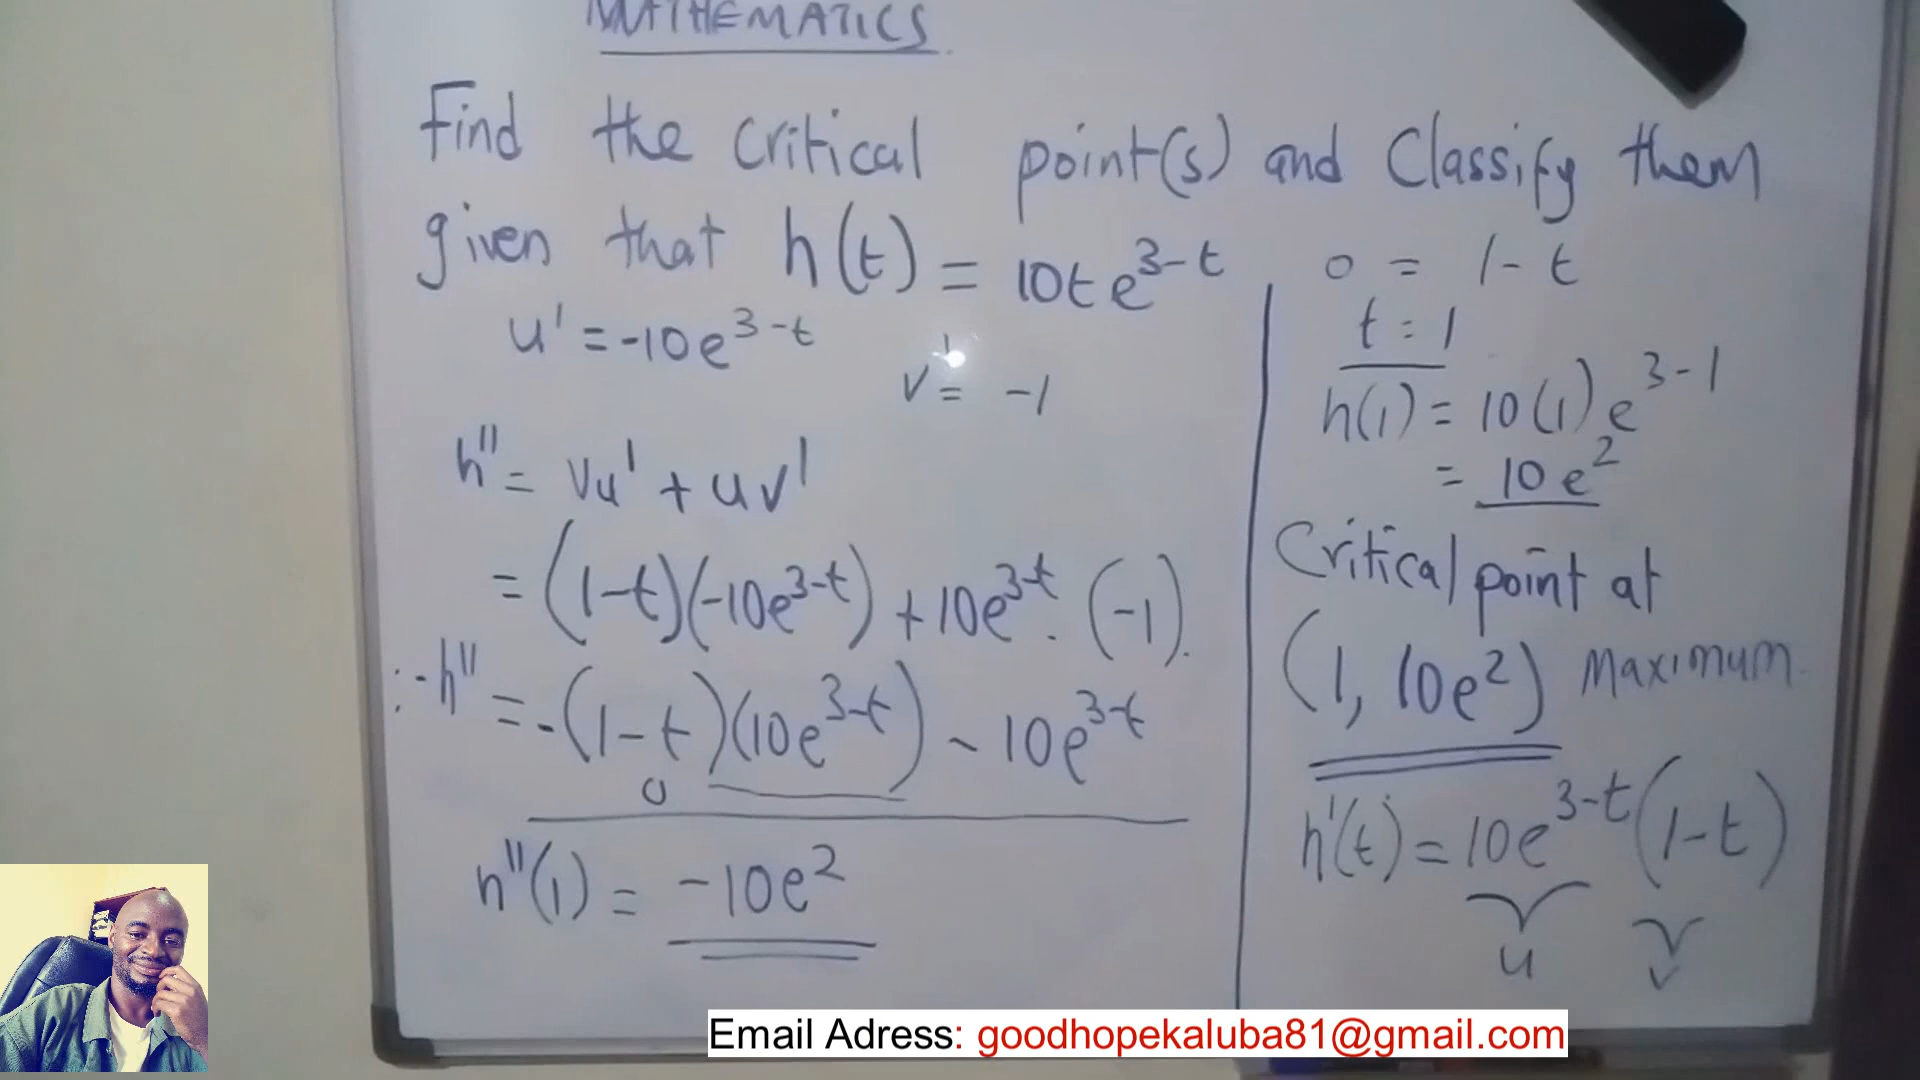 MATHEMATICS
Find the critical point(s) and Classify them
given that h(t) = 10te^{3-t}
u' = -10e^{3-t}
v' = -1
h'' = vu' + uv'
= (1-t)(-10e^{3-t}) + 10e^{3-t} . (-1).
∴ h'' = -(1-t)(10e^{3-t}) - 10e^{3-t}
0
h''(1) = -10e^2
0 = 1-t
t = 1
h(1) = 10(1)e^{3-1}
= 10e^2
Critical point at
(1, 10e^2) Maximum.
h'(t) = 10e^{3-t}(1-t)
u v
Email Adress: goodhopekaluba81@gmail.com